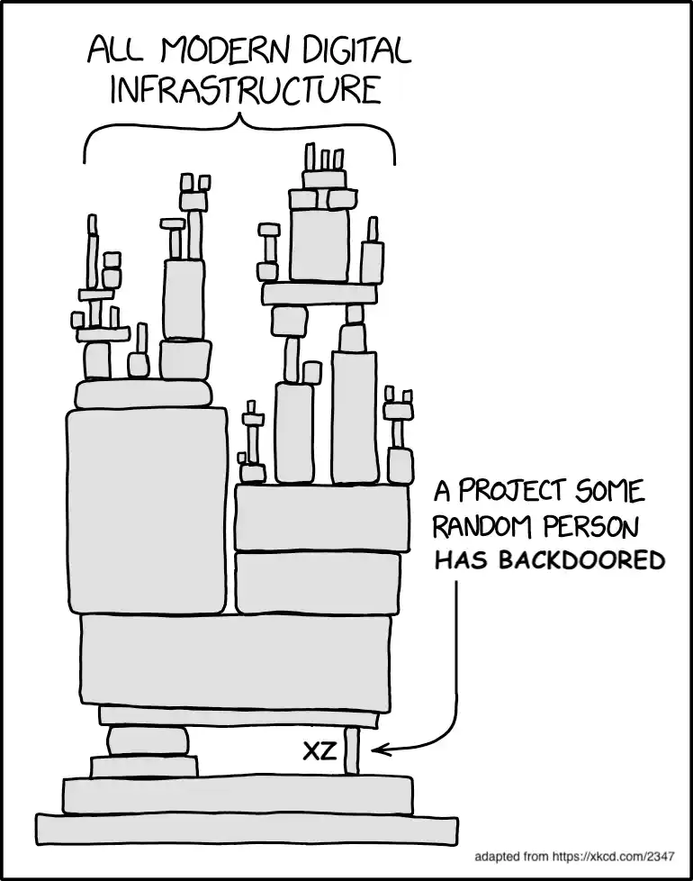 ALL MODERN DIGITAL
INFRASTRUCTURE
A PROJECT SOME
RANDOM PERSON
HAS BACKDOORED
XZ
adapted from https://xkcd.com/2347